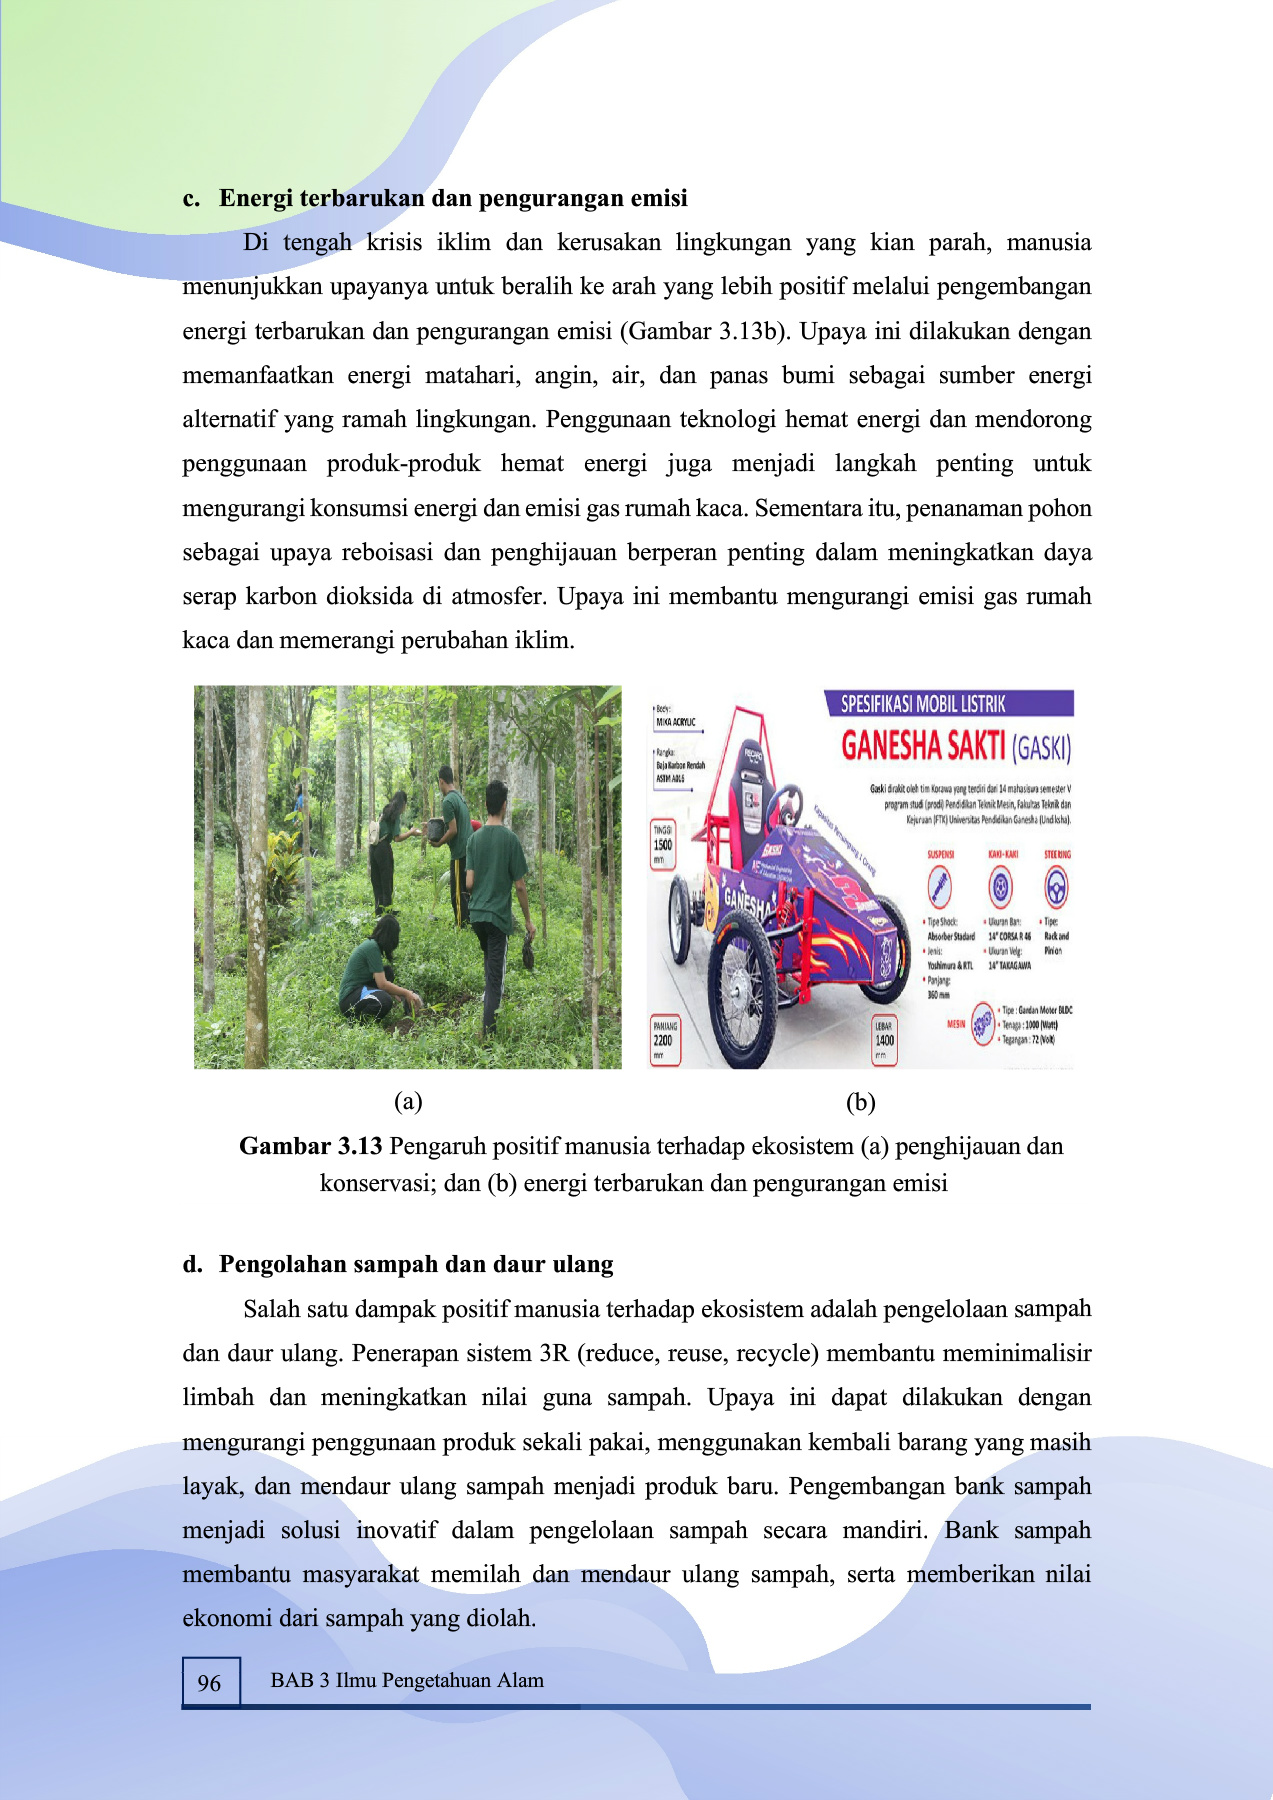 c. Energi terbarukan dan pengurangan emisi
Di tengah krisis iklim dan kerusakan lingkungan yang kian parah, manusia
menunjukkan upayanya untuk beralih ke arah yang lebih positif melalui pengembangan
energi terbarukan dan pengurangan emisi (Gambar 3.13b). Upaya ini dilakukan dengan
memanfaatkan energi matahari, angin, air, dan panas bumi sebagai sumber energi
alternatif yang ramah lingkungan. Penggunaan teknologi hemat energi dan mendorong
penggunaan produk-produk hemat energi juga menjadi langkah penting untuk
mengurangi konsumsi energi dan emisi gas rumah kaca. Sementara itu, penanaman pohon
sebagai upaya reboisasi dan penghijauan berperan penting dalam meningkatkan daya
serap karbon dioksida di atmosfer. Upaya ini membantu mengurangi emisi gas rumah
kaca dan memerangi perubahan iklim.
SPESIFIKASI MOBIL LISTRIK
GANESHA SAKTI (GASKI)
Gaski dirakit oleh tim Korawa yang terdiri dari 14 mahasiswa semester V
program studi (prodi) Pendidikan Teknik Mesin, Fakultas Teknik dan
Kejuruan (FTK) Universitas Pendidikan Ganesha (Undiksha).
Body:
MIKA ACRYLIC
Rangka:
Baja Karbon Rendah
ASTM A016
TINGGI
1500
mm
Kapasitas Penumpang 1 Orang
RECARO
GASKI
GANESHA
SUSPENSI
• Tipe Shock:
Absorber Stadard
• Jenis:
Yoshimura & RTL
• Panjang:
360 mm
KAKI-KAKI
• Ukuran Ban:
14" CORSA R 46
• Ukuran Velg:
14" TAKAGAWA
STEERING
• Tipe:
Rack and
Pinion
MESIN
• Tipe : Gardan Motor BLDC
• Tenaga : 1000 (Watt)
• Tegangan : 72 (Volt)
PANJANG
2200
mm
LEBAR
1400
mm
(a)
(b)
Gambar 3.13 Pengaruh positif manusia terhadap ekosistem (a) penghijauan dan
konservasi; dan (b) energi terbarukan dan pengurangan emisi
d. Pengolahan sampah dan daur ulang
Salah satu dampak positif manusia terhadap ekosistem adalah pengelolaan sampah
dan daur ulang. Penerapan sistem 3R (reduce, reuse, recycle) membantu meminimalisir
limbah dan meningkatkan nilai guna sampah. Upaya ini dapat dilakukan dengan
mengurangi penggunaan produk sekali pakai, menggunakan kembali barang yang masih
layak, dan mendaur ulang sampah menjadi produk baru. Pengembangan bank sampah
menjadi solusi inovatif dalam pengelolaan sampah secara mandiri. Bank sampah
membantu masyarakat memilah dan mendaur ulang sampah, serta memberikan nilai
ekonomi dari sampah yang diolah.
96
BAB 3 Ilmu Pengetahuan Alam